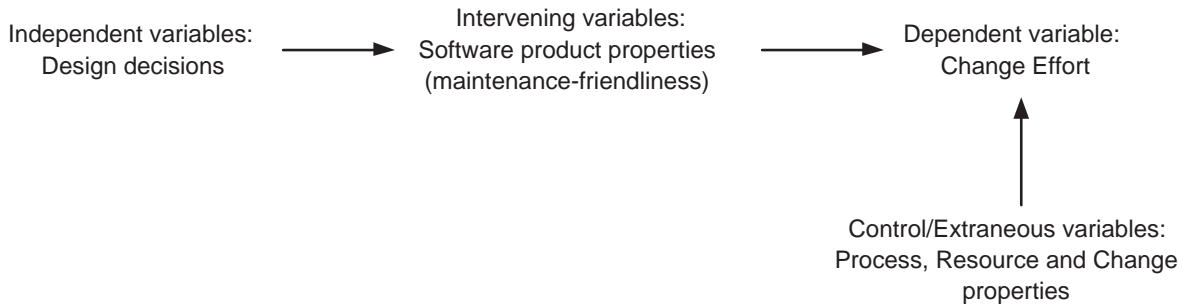 Independent variables:
Design decisions
Intervening variables:
Software product properties
(maintenance-friendliness)
Dependent variable:
Change Effort
Control/Extraneous variables:
Process, Resource and Change
properties